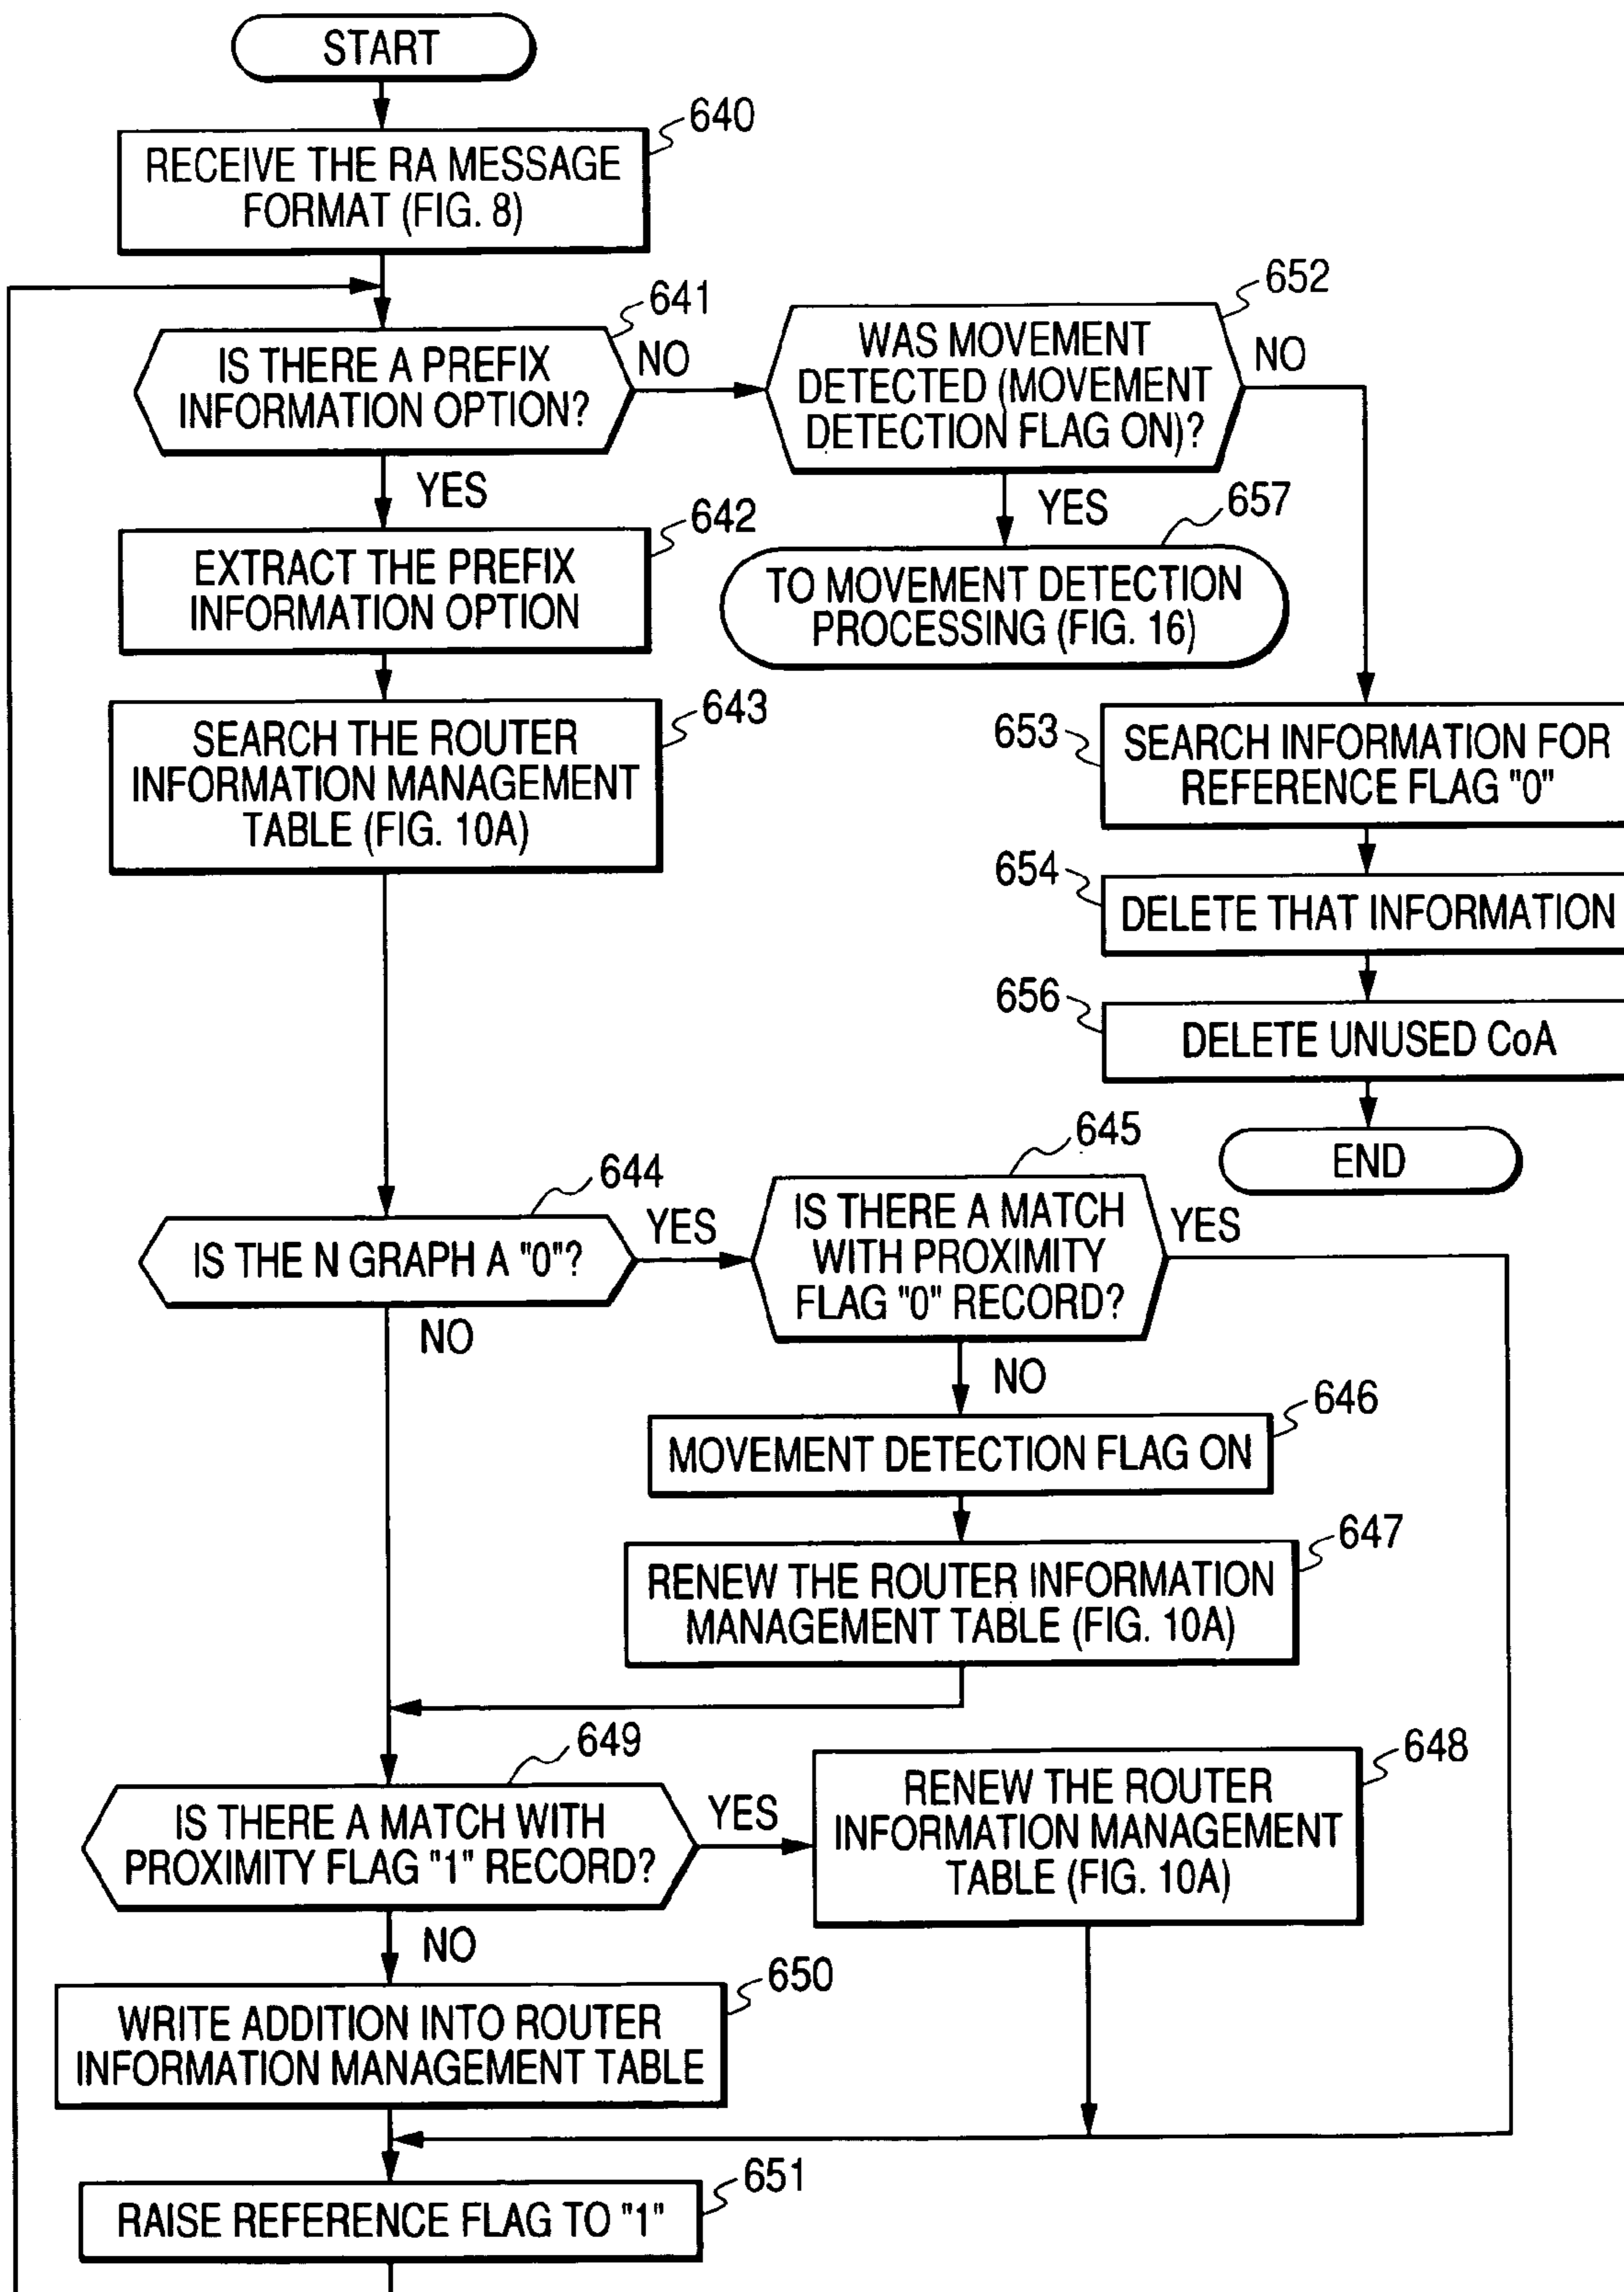 START
640
RECEIVE THE RA MESSAGE
FORMAT (FIG. 8)
641
IS THERE A PREFIX
INFORMATION OPTION?
NO
652
WAS MOVEMENT
DETECTED (MOVEMENT
DETECTION FLAG ON)?
NO
YES
YES
657
TO MOVEMENT DETECTION
PROCESSING (FIG. 16)
642
EXTRACT THE PREFIX
INFORMATION OPTION
643
SEARCH THE ROUTER
INFORMATION MANAGEMENT
TABLE (FIG. 10A)
653
SEARCH INFORMATION FOR
REFERENCE FLAG "0"
654
DELETE THAT INFORMATION
656
DELETE UNUSED CoA
END
644
IS THE N GRAPH A "0"?
YES
NO
645
IS THERE A MATCH
WITH PROXIMITY
FLAG "0" RECORD?
YES
NO
646
MOVEMENT DETECTION FLAG ON
647
RENEW THE ROUTER INFORMATION
MANAGEMENT TABLE (FIG. 10A)
649
IS THERE A MATCH WITH
PROXIMITY FLAG "1" RECORD?
YES
648
RENEW THE ROUTER
INFORMATION MANAGEMENT
TABLE (FIG. 10A)
NO
650
WRITE ADDITION INTO ROUTER
INFORMATION MANAGEMENT TABLE
651
RAISE REFERENCE FLAG TO "1"